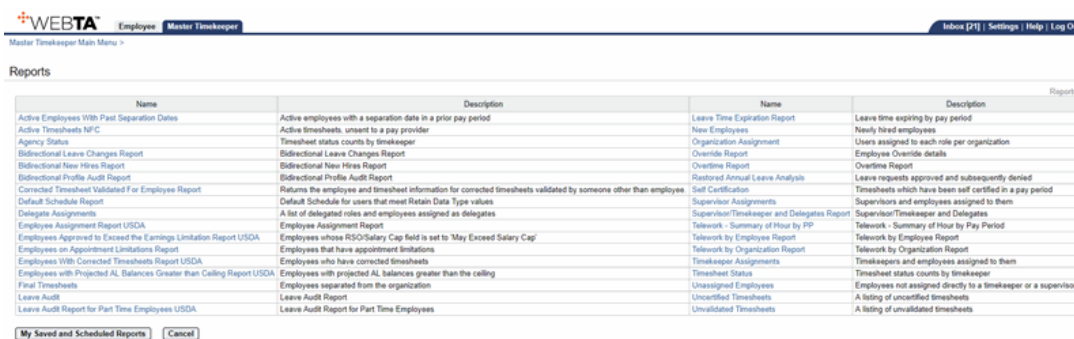 WEBTA™ Employee Master Timekeeper Inbox [21] | Settings | Help | Log O
Master Timekeeper Main Menu >
Reports
Report
Name Description Name Description
Active Employees With Past Separation Dates Active employees with a separation date in a prior pay period Leave Time Expiration Report Leave time expiring by pay period
Active Timesheets NFC Active timesheets, unsent to a pay provider New Employees Newly hired employees
Agency Status Timesheet status counts by timekeeper Organization Assignment Users assigned to each role per organization
Bidirectional Leave Changes Report Bidirectional Leave Changes Report Override Report Employee Override details
Bidirectional New Hires Report Bidirectional New Hires Report Overtime Report Overtime Report
Bidirectional Profile Audit Report Bidirectional Profile Audit Report Restored Annual Leave Analysis Leave requests approved and subsequently denied
Corrected Timesheet Validated For Employee Report Returns the employee and timesheet information for corrected timesheets validated by someone other than employee. Self Certification Timesheets which have been self certified in a pay period
Default Schedule Report Default Schedule for users that meet Retain Data Type values Supervisor Assignments Supervisors and employees assigned to them
Delegate Assignments A list of delegated roles and employees assigned as delegates Supervisor/Timekeeper and Delegates Report Supervisor/Timekeeper and Delegates
Employee Assignment Report USDA Employee Assignment Report Telework - Summary of Hour by PP Telework - Summary of Hour by Pay Period
Employees Approved to Exceed the Earnings Limitation Report USDA Employees whose RSO/Salary Cap field is set to 'May Exceed Salary Cap' Telework by Employee Report Telework by Employee Report
Employees on Appointment Limitations Report Employees that have appointment limitations Telework by Organization Report Telework by Organization Report
Employees With Corrected Timesheets Report USDA Employees who have corrected timesheets Timekeeper Assignments Timekeepers and employees assigned to them
Employees with Projected AL Balances Greater than Ceiling Report USDA Employees with projected AL balances greater than the ceiling Timesheet Status Timesheet status counts by timekeeper
Final Timesheets Employees separated from the organization Unassigned Employees Employees not assigned directly to a timekeeper or a superviso
Leave Audit Leave Audit Report Uncertified Timesheets A listing of uncertified timesheets
Leave Audit Report for Part Time Employees USDA Leave Audit Report for Part Time Employees Unvalidated Timesheets A listing of unvalidated timesheets
My Saved and Scheduled Reports Cancel